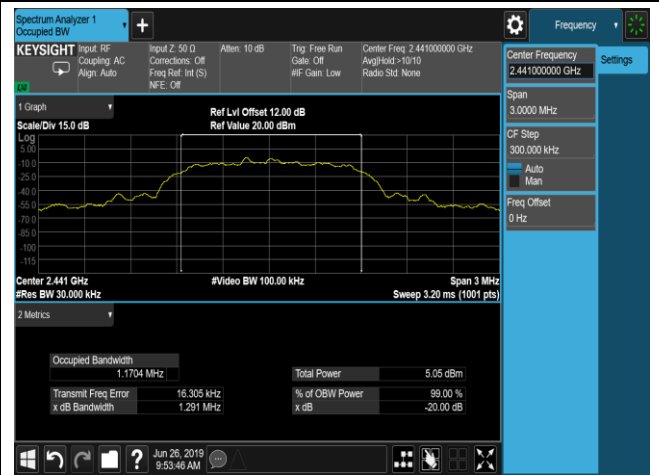 Spectrum Analyzer 1
Occupied BW
Frequency
KEYSIGHT
Input: RF
Coupling: AC
Align: Auto
Input Z: 50 Ω
Corrections: Off
Freq Ref: Int (S)
NFE: Off
Atten: 10 dB
Trig: Free Run
Gate: Off
#IF Gain: Low
Center Freq: 2.441000000 GHz
Avg|Hold:>10/10
Radio Std: None
LXI
1 Graph
Scale/Div 15.0 dB
Ref Lvl Offset 12.00 dB
Ref Value 20.00 dBm
Log
5.00
-10.0
-25.0
-40.0
-55.0
-70.0
-85.0
-100
-115
Center 2.441 GHz
#Res BW 30.000 kHz
#Video BW 100.00 kHz
Span 3 MHz
Sweep 3.20 ms (1001 pts)
2 Metrics
Occupied Bandwidth
1.1704 MHz
Transmit Freq Error 16.305 kHz
x dB Bandwidth 1.291 MHz
Total Power 5.05 dBm
% of OBW Power 99.00 %
x dB -20.00 dB
Center Frequency
2.441000000 GHz
Settings
Span
3.0000 MHz
CF Step
300.000 kHz
Auto
Man
Freq Offset
0 Hz
?
Jun 26, 2019
9:53:46 AM